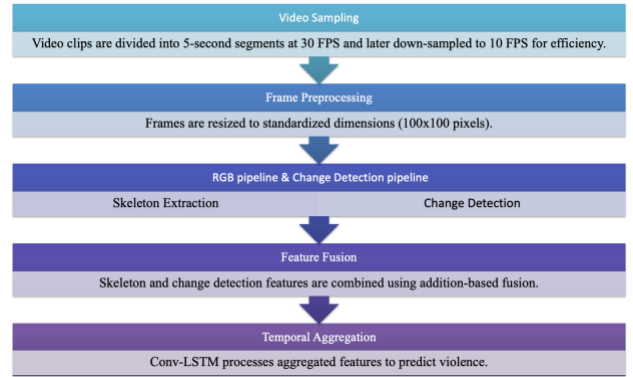 Video Sampling
Video clips are divided into 5-second segments at 30 FPS and later down-sampled to 10 FPS for efficiency.
Frame Preprocessing
Frames are resized to standardized dimensions (100x100 pixels).
RGB pipeline & Change Detection pipeline
Skeleton Extraction Change Detection
Feature Fusion
Skeleton and change detection features are combined using addition-based fusion.
Temporal Aggregation
Conv-LSTM processes aggregated features to predict violence.